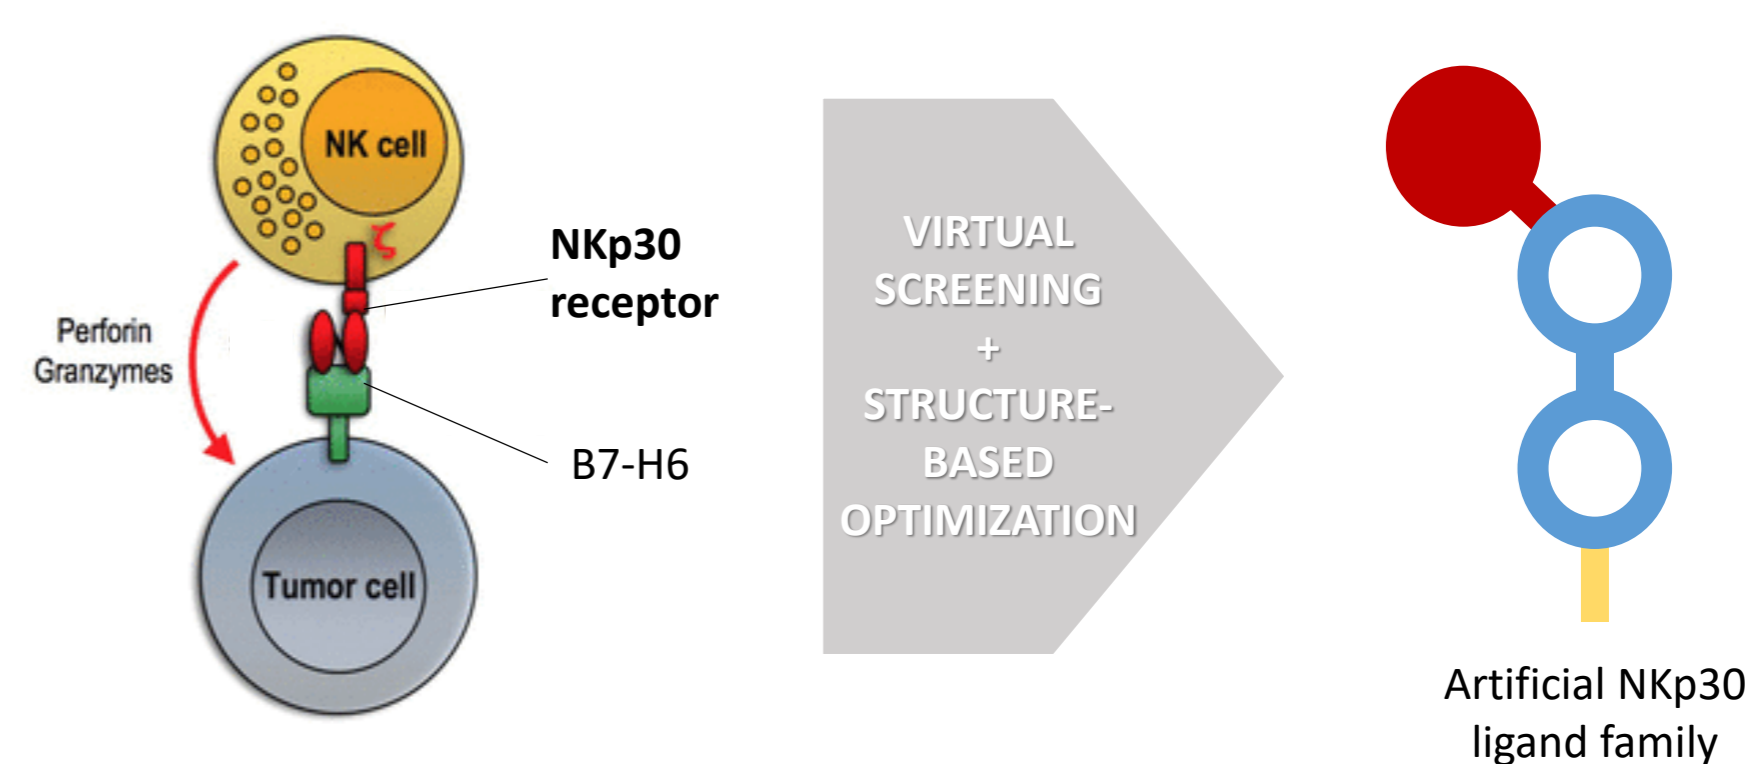 NK cell
ζ
NKp30
receptor
Perforin
Granzymes
B7-H6
Tumor cell
VIRTUAL
SCREENING
+
STRUCTURE-
BASED
OPTIMIZATION
Artificial NKp30
ligand family